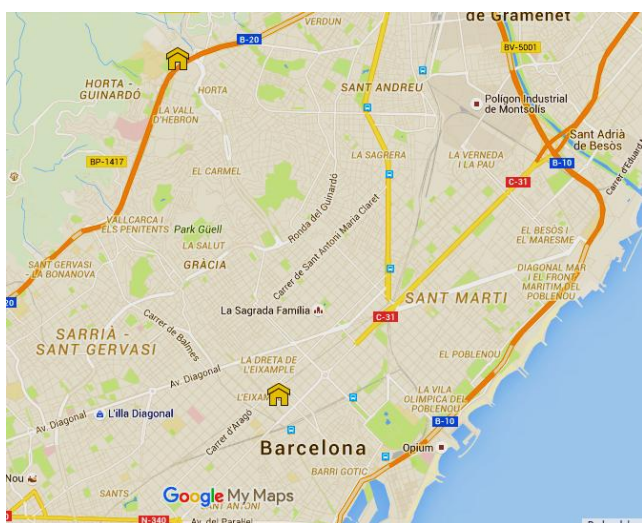 de Gramenet
VERDUN
B-20
BV-5001
HORTA -
GUINARDÓ
HORTA
SANT ANDREU
LA VALL
D'HEBRON
Polígon Industrial
de Montsolís
Sant Adrià
de Besòs
BP-1417
LA SAGRERA
LA VERNEDA
I LA PAU
B-10
EL CARMEL
C-31
Carrer d'Eduard
Ronda del Guinardó
Carrer de Sant Antoni Maria Claret
VALLCARCA I
ELS PENITENTS
Park Güell
LA SALUT
EL BESÒS I
EL MARESME
SANT GERVASI
- LA BONANOVA
GRÀCIA
DIAGONAL MAR
I EL FRONT
MARÍTIM DEL
POBLENOU
20
SANT MARTÍ
La Sagrada Família
C-31
SARRIÀ -
SANT GERVASI
Carrer de Balmes
LA DRETA DE
L'EIXAMPLE
EL POBLENOU
Av. Diagonal
L'EIXAMPLE
LA VILA
OLÍMPICA DEL
POBLENOU
L'illa Diagonal
Av. Diagonal
Carrer d'Aragó
B-10
Barcelona
Opium
BARRI GÒTIC
Nou
SANTS
Google My Maps
SANT ANTONI
N-340
Av. del Paral·lel